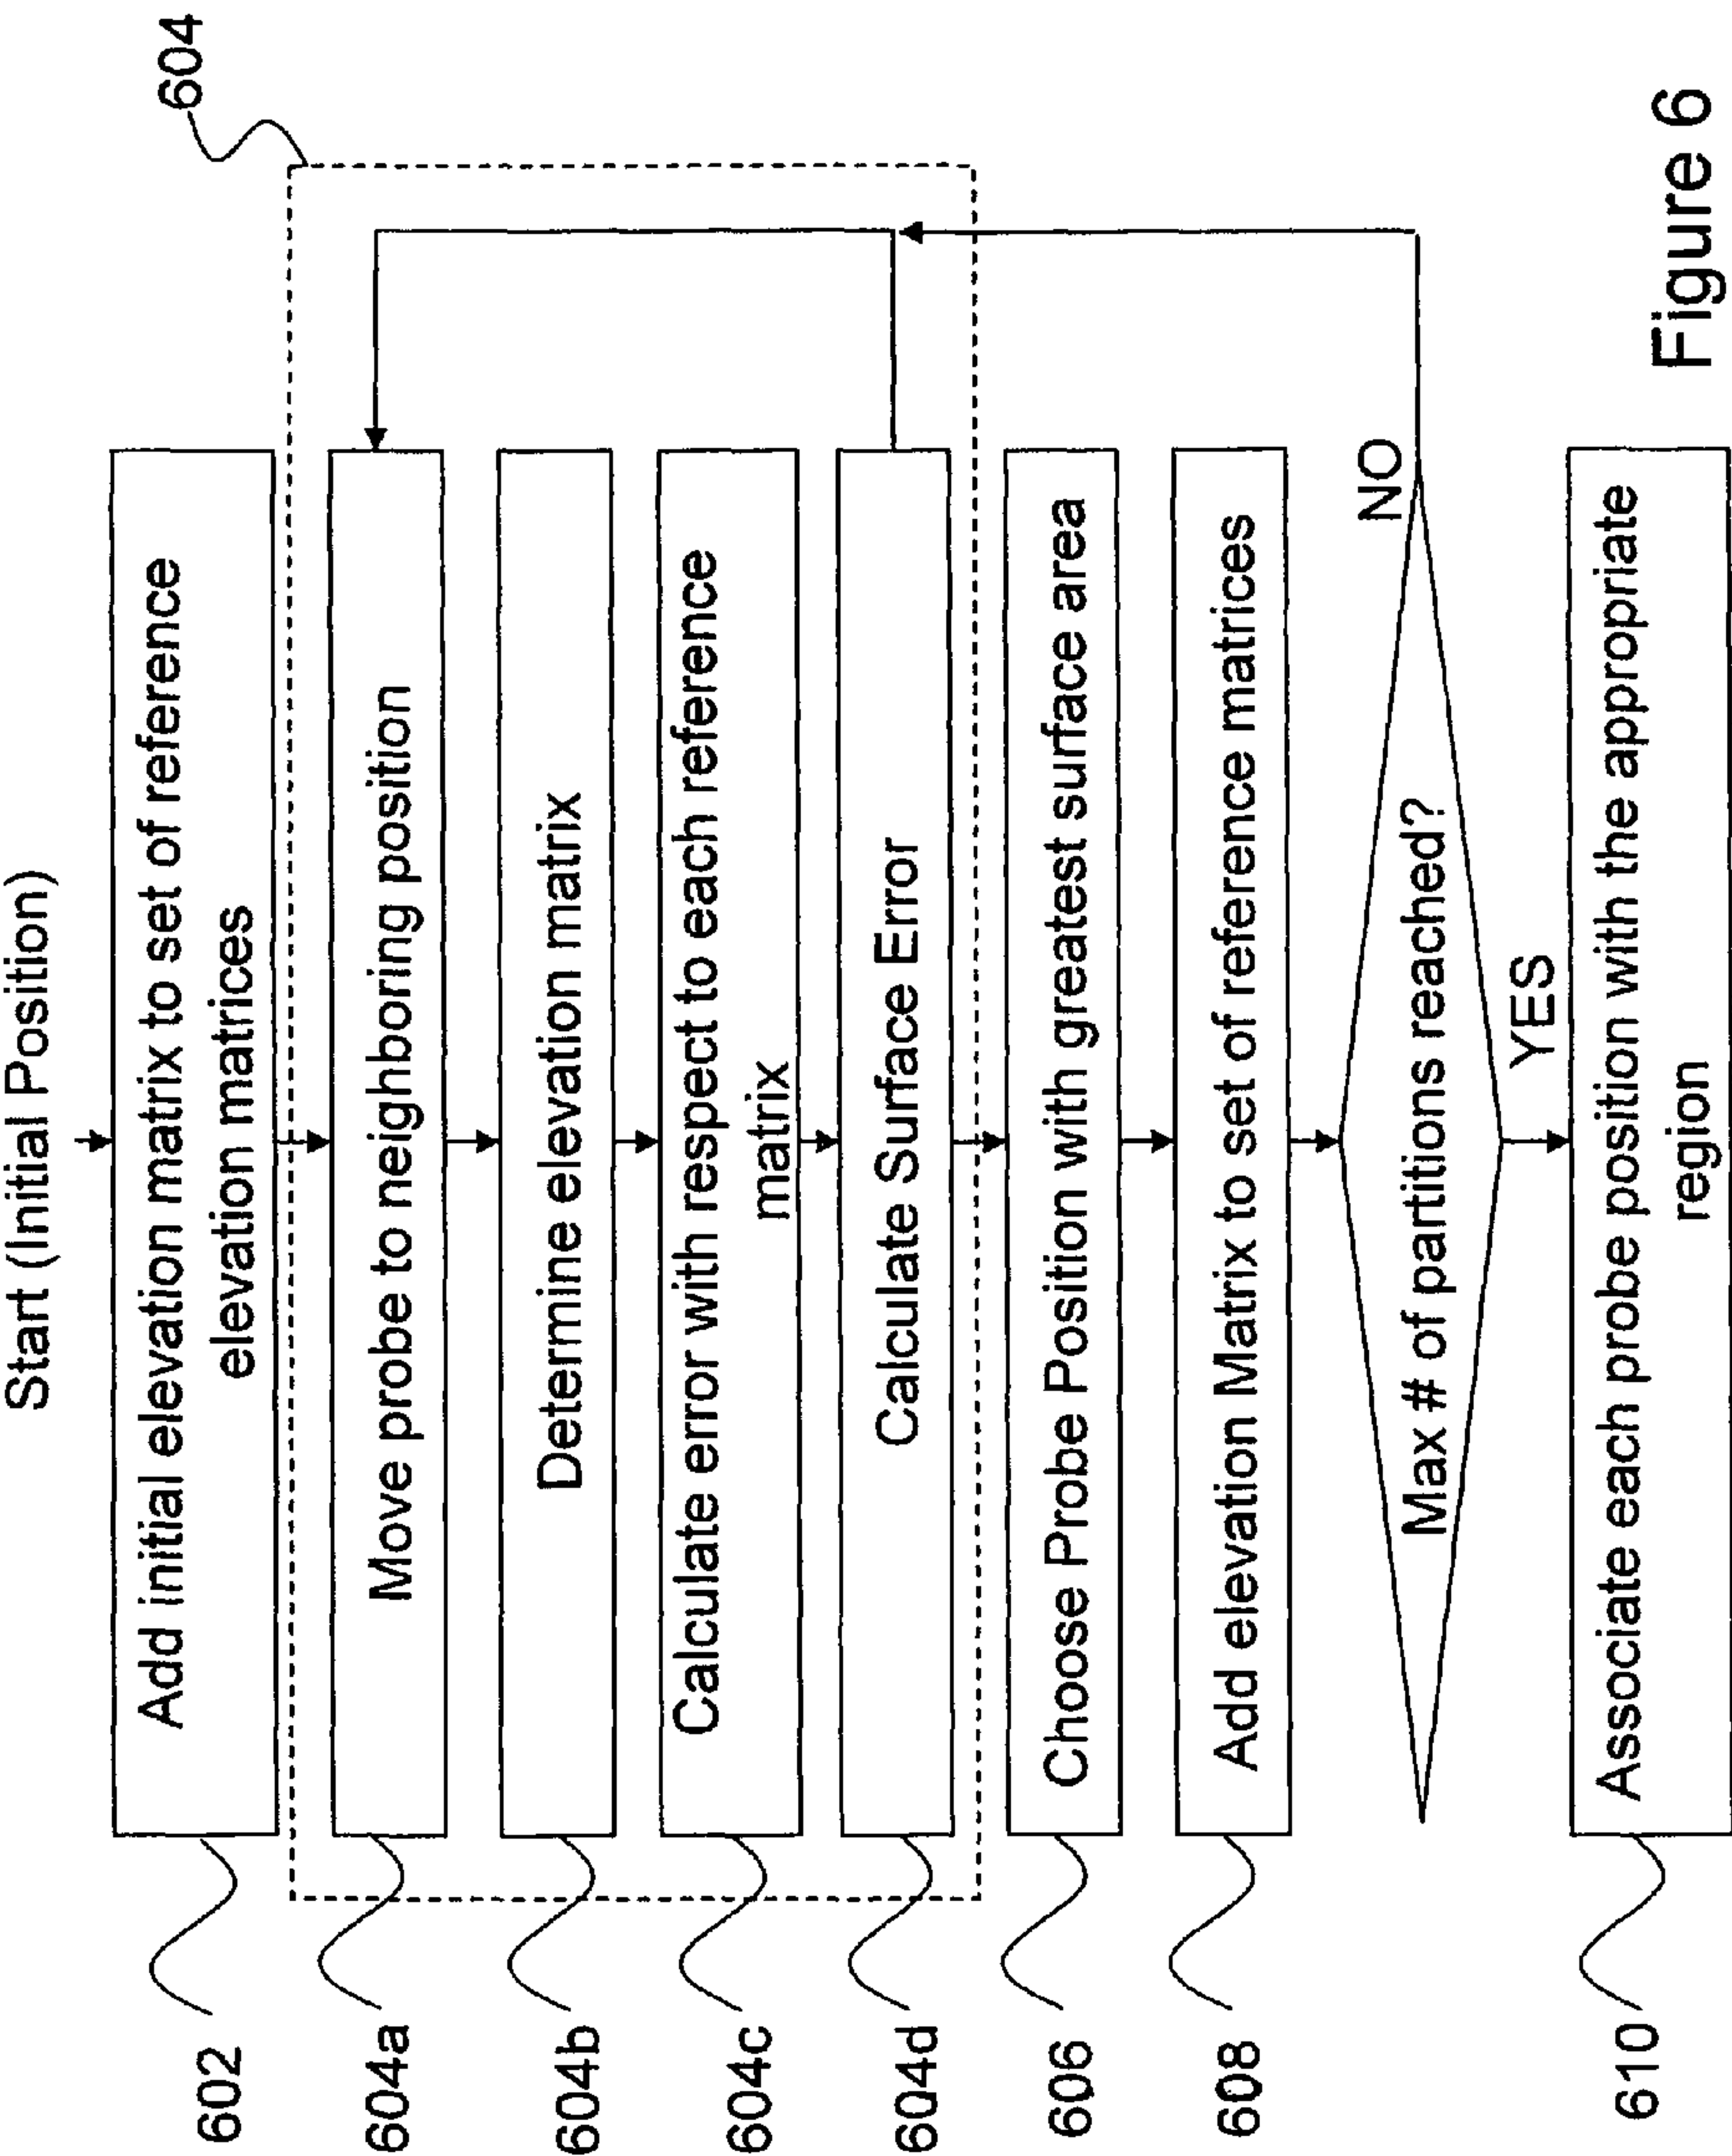 Start (Initial Position)
604
602
Add initial elevation matrix to set of reference
elevation matrices
604a
Move probe to neighboring position
604b
Determine elevation matrix
604c
Calculate error with respect to each reference
matrix
604d
Calculate Surface Error
606
Choose Probe Position with greatest surface area
608
Add elevation Matrix to set of reference matrices
Max # of partitions reached?
NO
YES
610
Associate each probe position with the appropriate
region
Figure 6